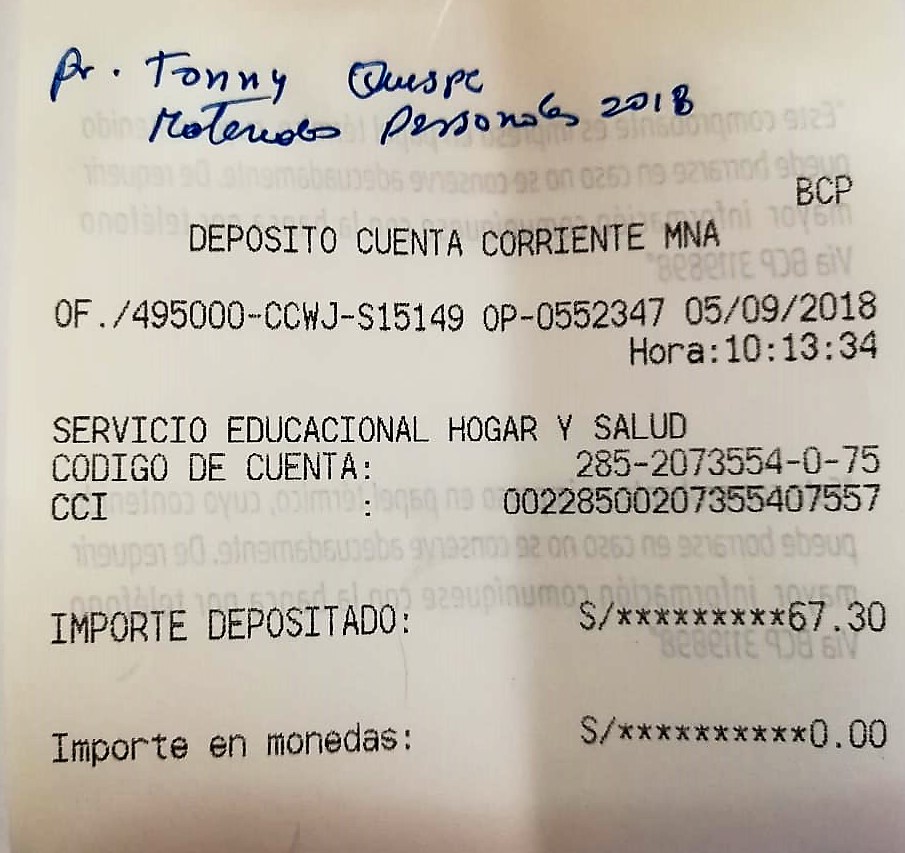 Pr. Tonny Quispe
Materiales Personales 2018
BCP
DEPOSITO CUENTA CORRIENTE MNA
OF./495000-CCWJ-S15149 OP-0552347 05/09/2018
Hora:10:13:34
SERVICIO EDUCACIONAL HOGAR Y SALUD
CODIGO DE CUENTA: 285-2073554-0-75
CCI : 00228500207355407557
IMPORTE DEPOSITADO: S/*********67.30
Importe en monedas: S/**********0.00